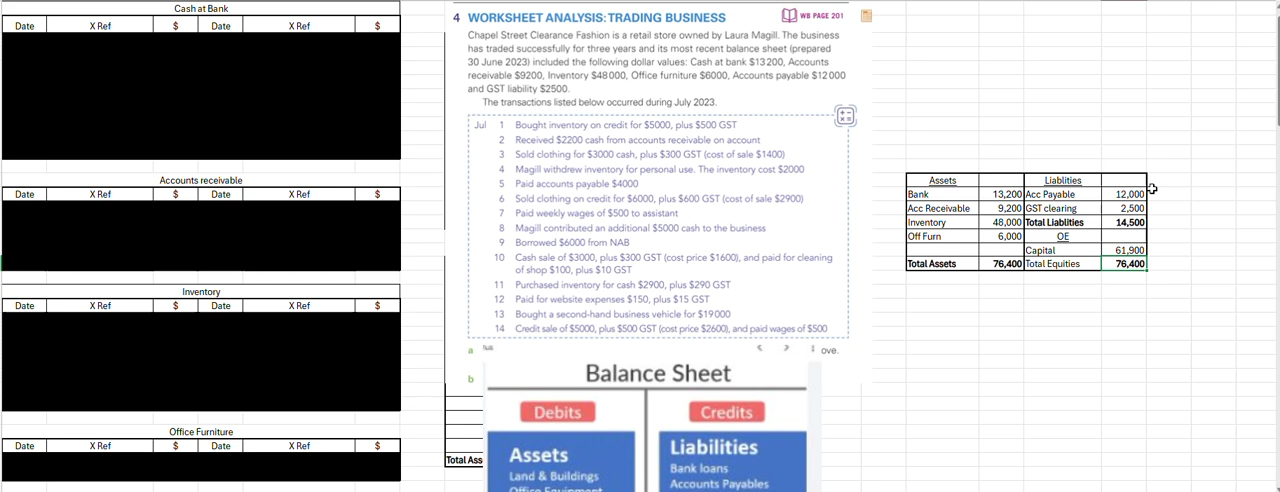 Cash at Bank
Date X Ref $ Date X Ref $
Accounts receivable
Date X Ref $ Date X Ref $
Inventory
Date X Ref $ Date X Ref $
Office Furniture
Date X Ref $ Date X Ref $
4 WORKSHEET ANALYSIS: TRADING BUSINESS WB PAGE 201
Chapel Street Clearance Fashion is a retail store owned by Laura Magill. The business
has traded successfully for three years and its most recent balance sheet (prepared
30 June 2023) included the following dollar values: Cash at bank $13200, Accounts
receivable $9200, Inventory $48000, Office furniture $6000, Accounts payable $12000
and GST liability $2500.
The transactions listed below occurred during July 2023.
Jul 1 Bought inventory on credit for $5000, plus $500 GST
2 Received $2200 cash from accounts receivable on account
3 Sold clothing for $3000 cash, plus $300 GST (cost of sale $1400)
4 Magill withdrew inventory for personal use. The inventory cost $2000
5 Paid accounts payable $4000
6 Sold clothing on credit for $6000, plus $600 GST (cost of sale $2900)
7 Paid weekly wages of $500 to assistant
8 Magill contributed an additional $5000 cash to the business
9 Borrowed $6000 from NAB
10 Cash sale of $3000, plus $300 GST (cost price $1600), and paid for cleaning
of shop $100, plus $10 GST
11 Purchased inventory for cash $2900, plus $290 GST
12 Paid for website expenses $150, plus $15 GST
13 Bought a second-hand business vehicle for $19000
14 Credit sale of $5000, plus $500 GST (cost price $2600), and paid wages of $500
a ove.
b
Total Ass
Balance Sheet
Debits Credits
Assets
Land & Buildings
Office Equipment
Liabilities
Bank loans
Accounts Payables
Assets Liablities
Bank 13,200 Acc Payable 12,000
Acc Receivable 9,200 GST clearing 2,500
Inventory 48,000 Total Liablities 14,500
Off Furn 6,000 OE
Capital 61,900
Total Assets 76,400 Total Equities 76,400